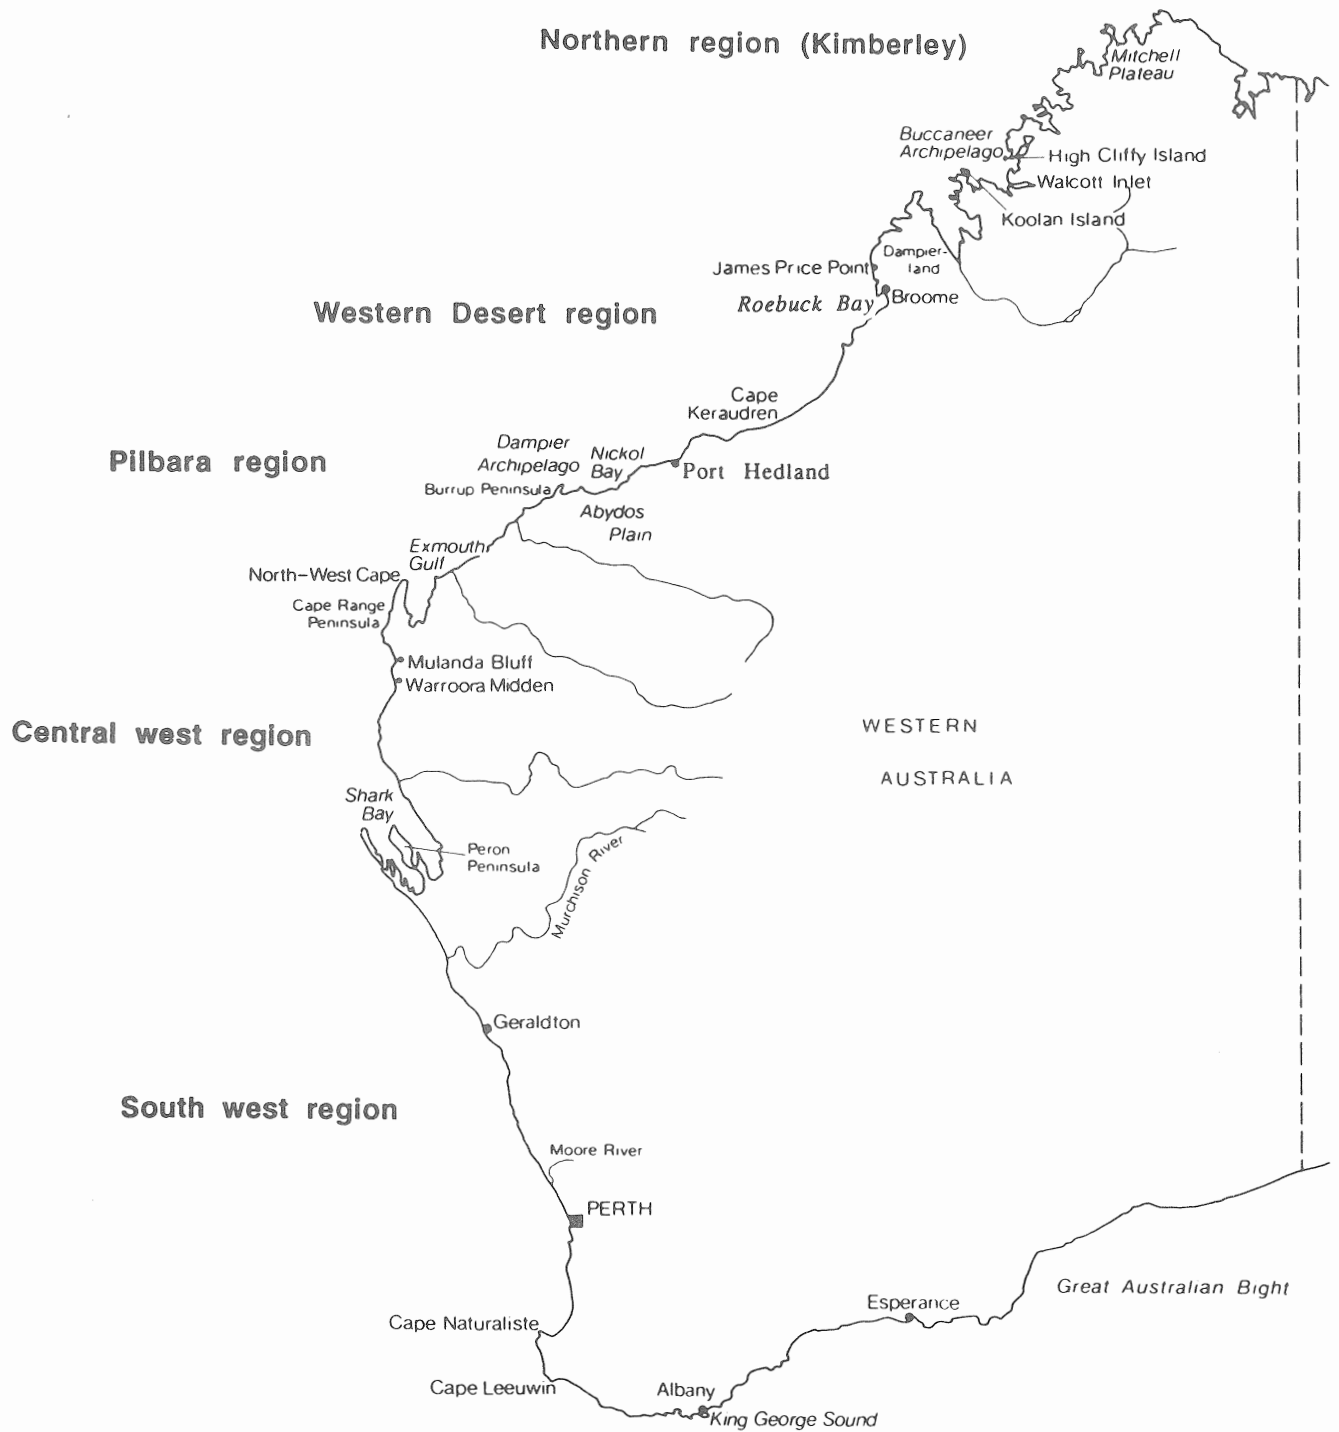 Northern region (Kimberley)
Mitchell
Plateau
Buccaneer
Archipelago
High Cliffy Island
Walcott Inlet
Koolan Island
Dampier-
land
James Price Point
Roebuck Bay
Broome
Western Desert region
Cape
Keraudren
Pilbara region
Dampier
Archipelago
Nickol
Bay
Port Hedland
Burrup Peninsula
Abydos
Plain
Exmouth
Gulf
North-West Cape
Cape Range
Peninsula
Mulanda Bluff
Warroora Midden
Central west region
WESTERN
AUSTRALIA
Shark
Bay
Peron
Peninsula
Murchison River
Geraldton
South west region
Moore River
PERTH
Great Australian Bight
Esperance
Cape Naturaliste
Cape Leeuwin
Albany
King George Sound